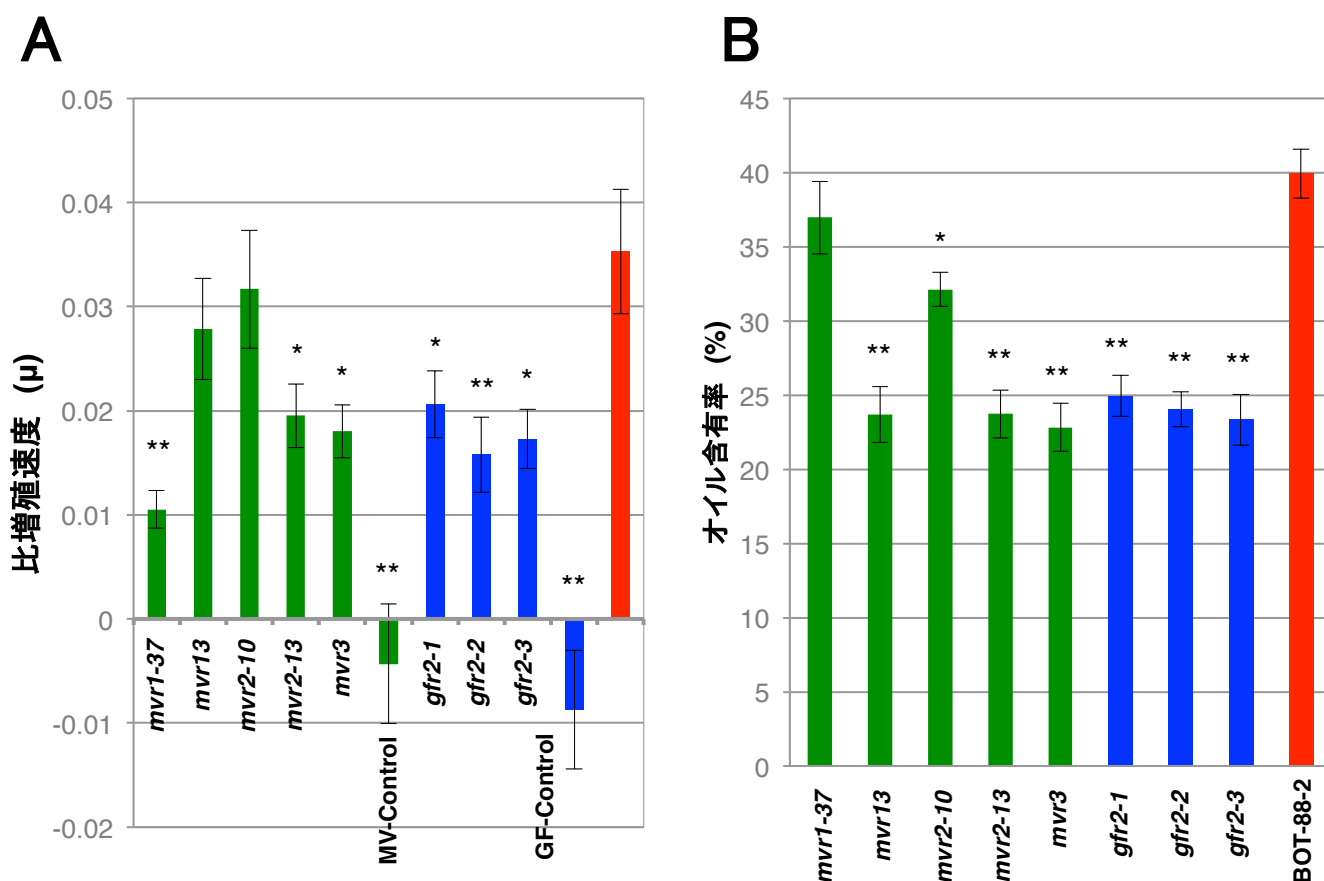 A
0.05
0.04
0.03
0.02
0.01
0
-0.01
-0.02
比増殖速度 (μ)
**
*
*
**
*
**
*
**
mvr1-37
mvr13
mvr2-10
mvr2-13
mvr3
MV-Control
gfr2-1
gfr2-2
gfr2-3
GF-Control
B
45
40
35
30
25
20
15
10
5
0
オイル含有率 (%)
**
*
**
**
**
**
**
mvr1-37
mvr13
mvr2-10
mvr2-13
mvr3
gfr2-1
gfr2-2
gfr2-3
BOT-88-2